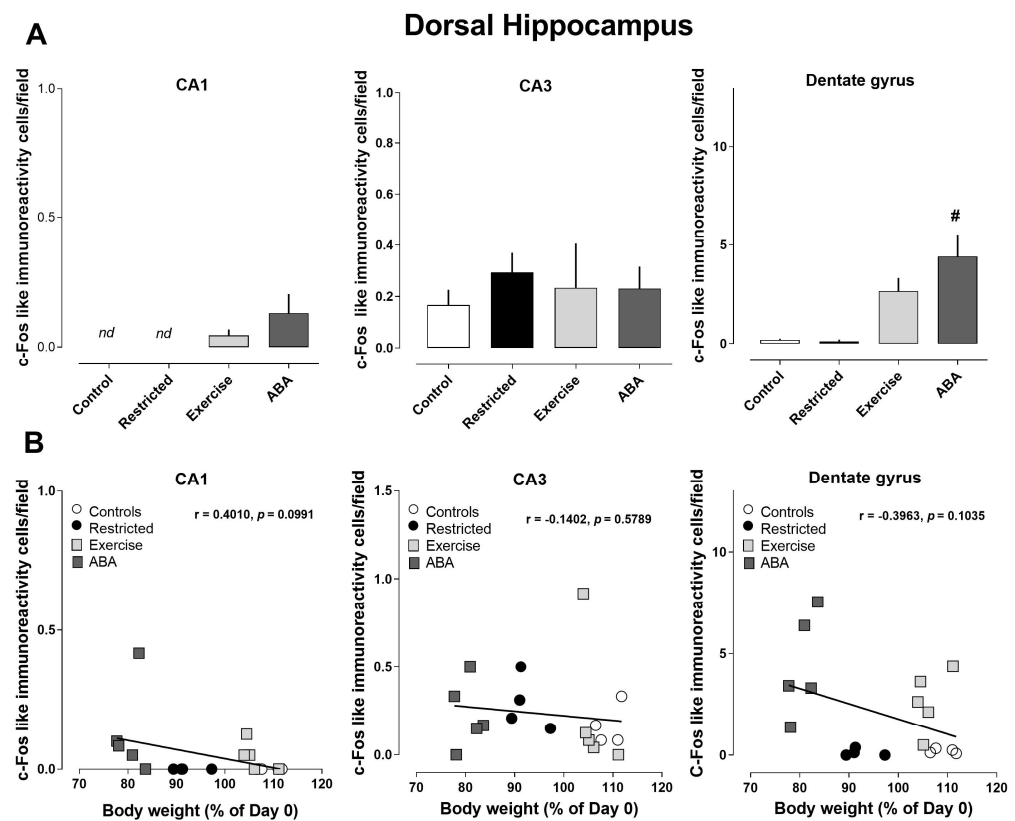 Dorsal Hippocampus
A
CA1
c-Fos like immunoreactivity cells/field
1.0
0.5
0.0
nd
nd
Control
Restricted
Exercise
ABA
CA3
c-Fos like immunoreactivity cells/field
1.0
0.8
0.6
0.4
0.2
0.0
Control
Restricted
Exercise
ABA
Dentate gyrus
c-Fos like immunoreactivity cells/field
10
5
0
#
Control
Restricted
Exercise
ABA
B
CA1
c-Fos like immunoreactivity cells/field
1.0
0.5
0.0
Controls
Restricted
Exercise
ABA
r = 0.4010, p = 0.0991
70 80 90 100 110 120
Body weight (% of Day 0)
CA3
c-Fos like immunoreactivity cells/field
1.5
1.0
0.5
0.0
Controls
Restricted
Exercise
ABA
r = -0.1402, p = 0.5789
70 80 90 100 110 120
Body weight (% of Day 0)
Dentate gyrus
C-Fos like immunoreactivity cells/field
10
5
0
Controls
Restricted
Exercise
ABA
r = -0.3963, p = 0.1035
70 80 90 100 110 120
Body weight (% of Day 0)